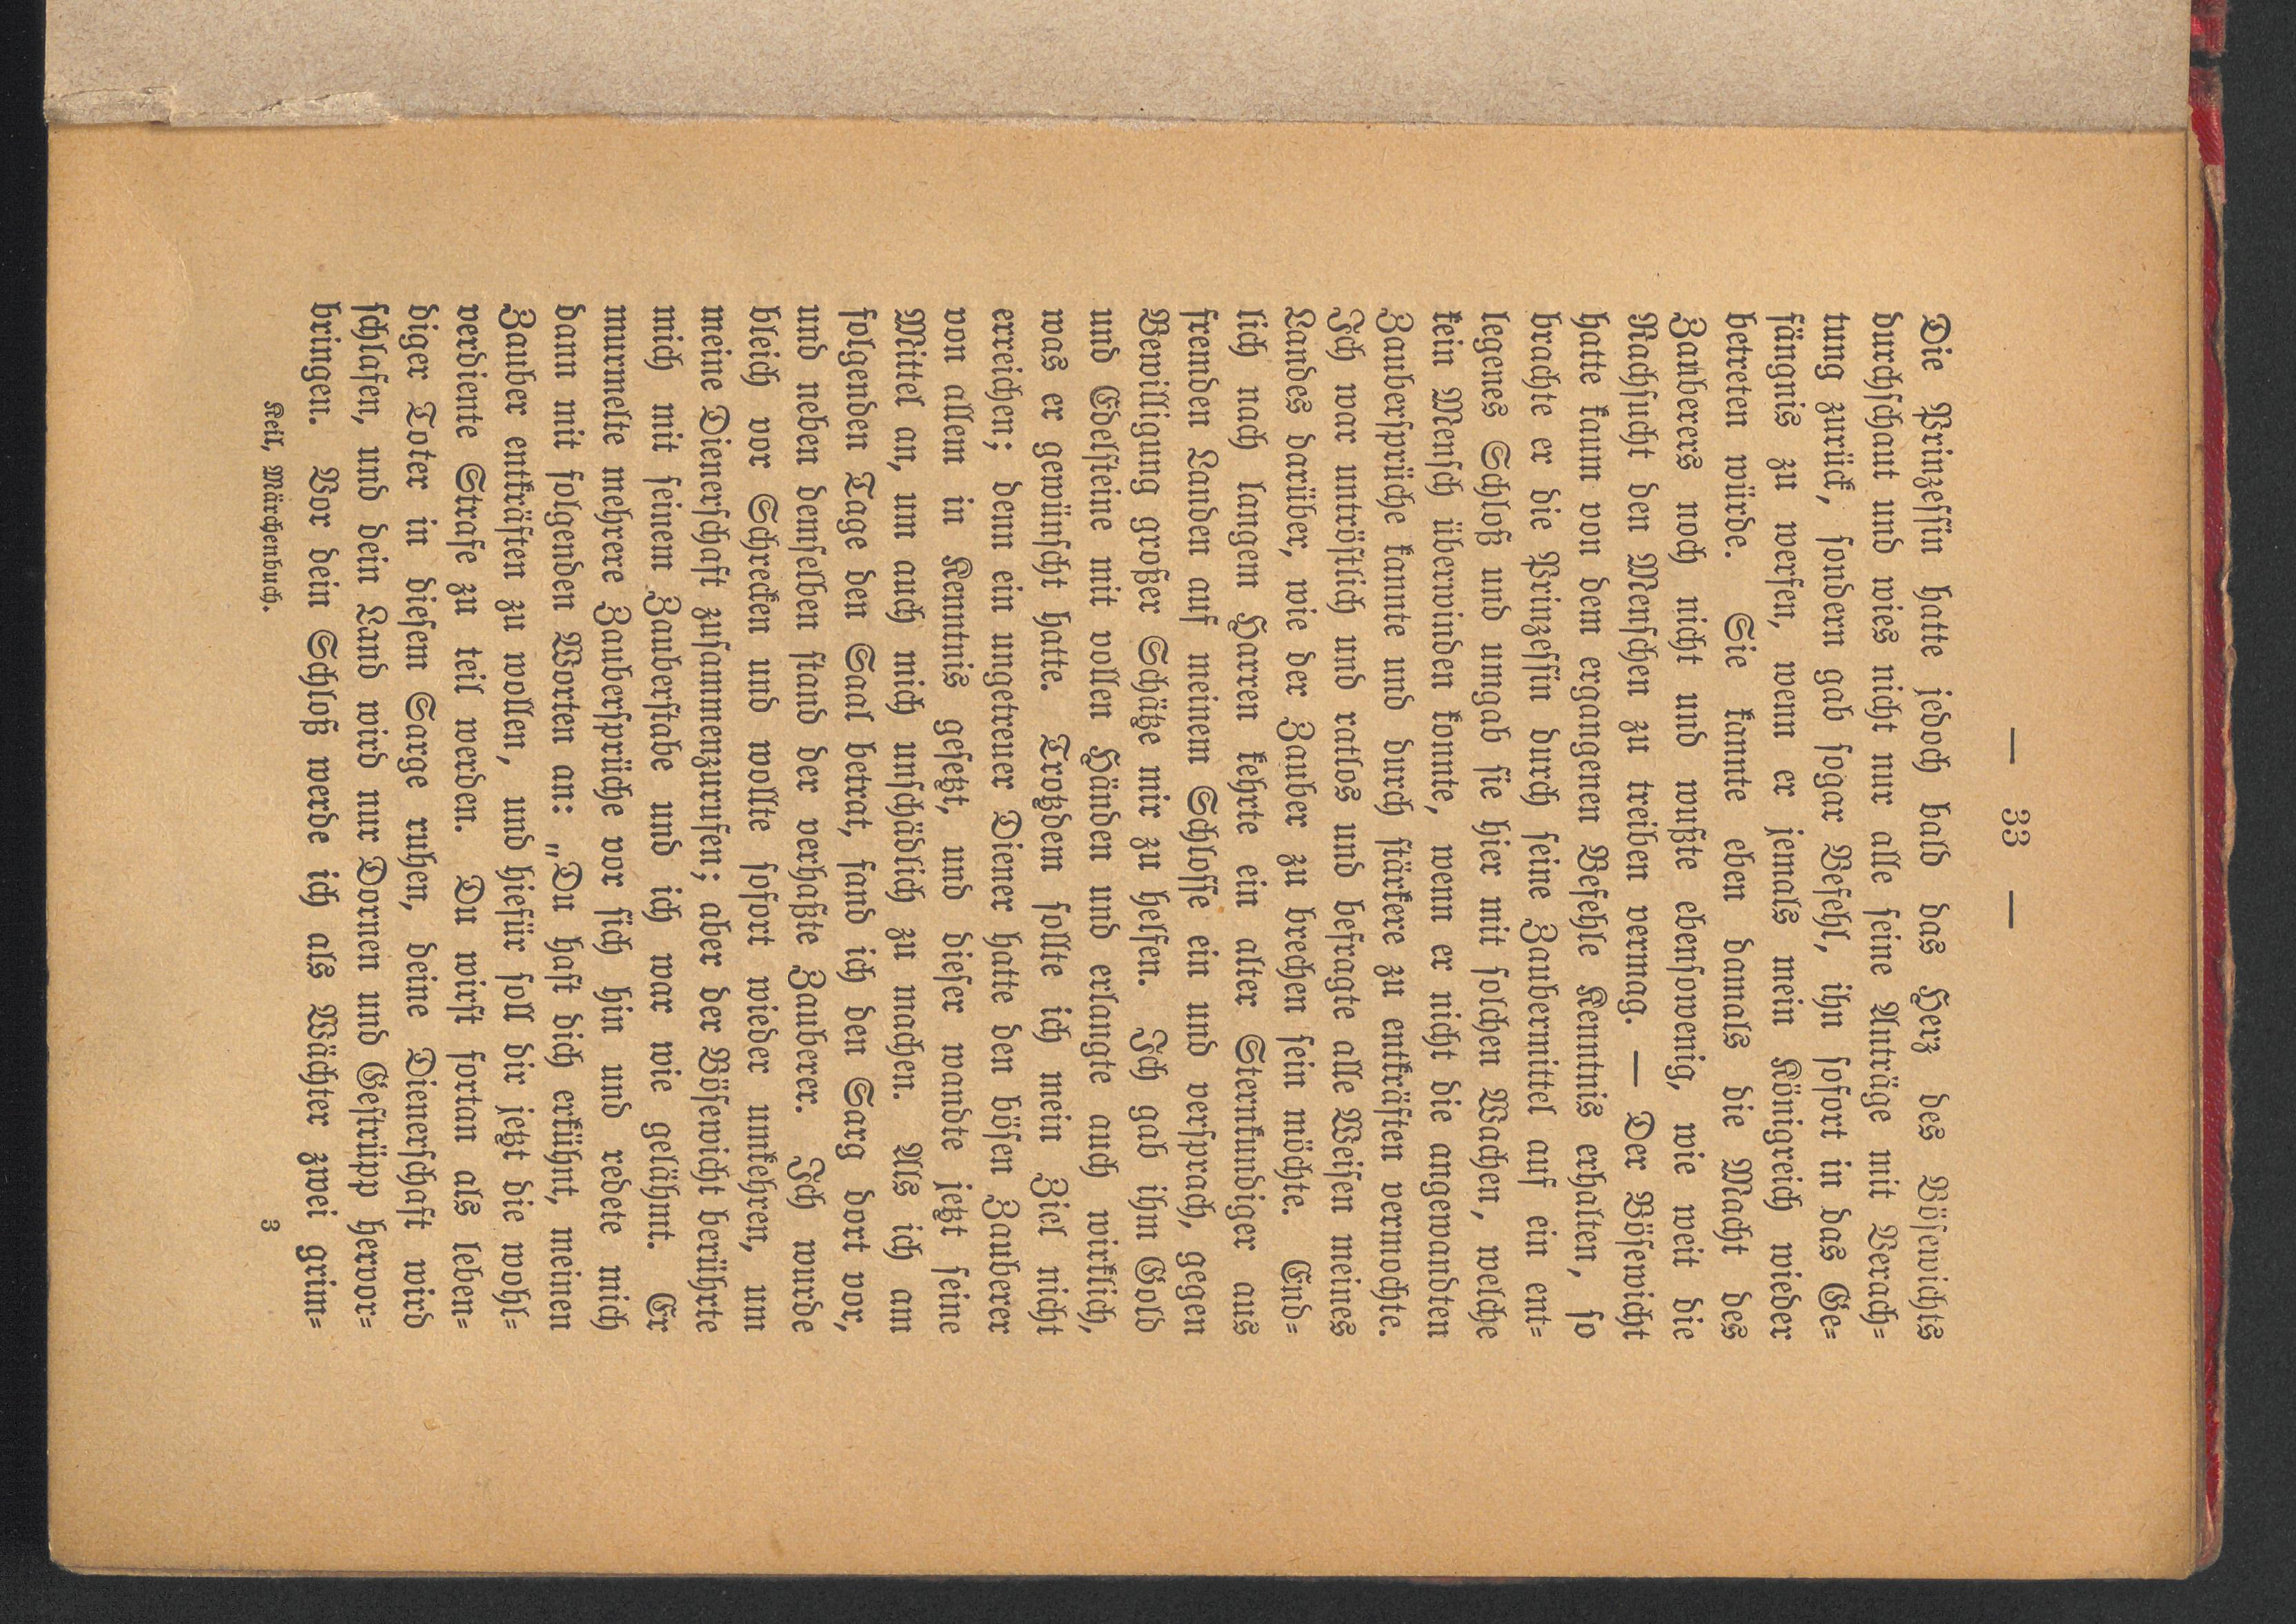 — 33 —
Die Prinzeſſin hatte jedoch bald das Herz des Böſewichts
durchſchaut und wies nicht nur alle ſeine Anträge mit Verach⸗
tung zurück, ſondern gab ſogar Befehl, ihn ſofort in das Ge⸗
fängnis zu werfen, wenn er jemals mein Königreich wieder
betreten würde. Sie kannte eben damals die Macht des
Zauberers noch nicht und wußte ebenſowenig, wie weit die
Rachſucht den Menſchen zu treiben vermag. — Der Böſewicht
hatte kaum von dem ergangenen Befehle Kenntnis erhalten, ſo
brachte er die Prinzeſſin durch ſeine Zaubermittel auf ein ent⸗
legenes Schloß und umgab ſie hier mit ſolchen Wachen, welche
kein Menſch überwinden konnte, wenn er nicht die angewandten
Zauberſprüche kannte und durch ſtärkere zu entkräften vermochte.
Ich war untröſtlich und ratlos und befragte alle Weiſen meines
Landes darüber, wie der Zauber zu brechen ſein möchte. End⸗
lich nach langem Harren kehrte ein alter Sternkundiger aus
fremden Landen auf meinem Schloſſe ein und verſprach, gegen
Bewilligung großer Schätze mir zu helfen. Ich gab ihm Gold
und Edelſteine mit vollen Händen und erlangte auch wirklich,
was er gewünſcht hatte. Trotzdem ſollte ich mein Ziel nicht
erreichen; denn ein ungetreuer Diener hatte den böſen Zauberer
von allem in Kenntnis geſetzt, und dieſer wandte jetzt ſeine
Mittel an, um auch mich unſchädlich zu machen. Als ich am
folgenden Tage den Saal betrat, fand ich den Sarg dort vor,
und neben demſelben ſtand der verhaßte Zauberer. Ich wurde
bleich vor Schrecken und wollte ſofort wieder umkehren, um
meine Dienerſchaft zuſammenzurufen; aber der Böſewicht berührte
mich mit ſeinem Zauberſtabe und ich war wie gelähmt. Er
murmelte mehrere Zauberſprüche vor ſich hin und redete mich
dann mit folgenden Worten an: „Du haſt dich erkühnt, meinen
Zauber entkräften zu wollen, und hiefür ſoll dir jetzt die wohl⸗
verdiente Strafe zu teil werden. Du wirſt fortan als leben⸗
diger Toter in dieſem Sarge ruhen, deine Dienerſchaft wird
ſchlafen, und dein Land wird nur Dornen und Geſtrüpp hervor⸗
bringen. Vor dein Schloß werde ich als Wächter zwei grim⸗
Keil, Märchenbuch. 3